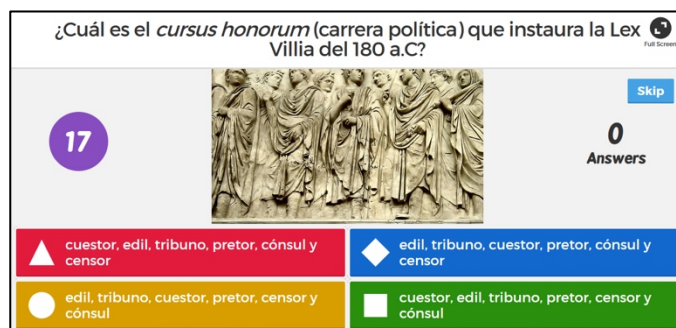 ¿Cuál es el cursus honorum (carrera política) que instaura la Lex
Villia del 180 a.C?
Full Screen
Skip
17
0
Answers
cuestor, edil, tribuno, pretor, cónsul y
censor
edil, tribuno, cuestor, pretor, cónsul y
censor
edil, tribuno, cuestor, pretor, censor y
cónsul
cuestor, edil, tribuno, pretor, censor y
cónsul